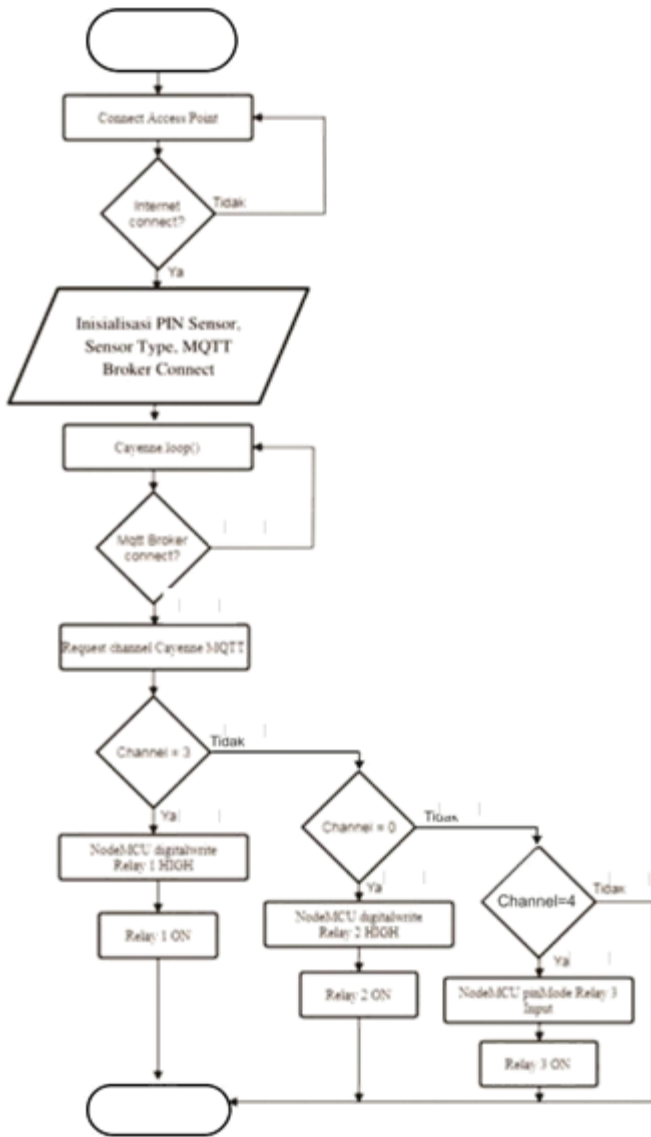 Connect Access Point
Internet
connect?
Tidak
Ya
Inisialisasi PIN Sensor,
Sensor Type, MQTT
Broker Connect
Cayenne.loop()
Mqtt Broker
connect?
Request channel Cayenne MQTT
Channel = 3
Tidak
Ya
NodeMCU digitalwrite
Relay 1 HIGH
Relay 1 ON
Channel = 0
Tidak
Ya
NodeMCU digitalwrite
Relay 2 HIGH
Relay 2 ON
Channel=4
Tidak
Ya
NodeMCU pinMode Relay 3
Input
Relay 3 ON